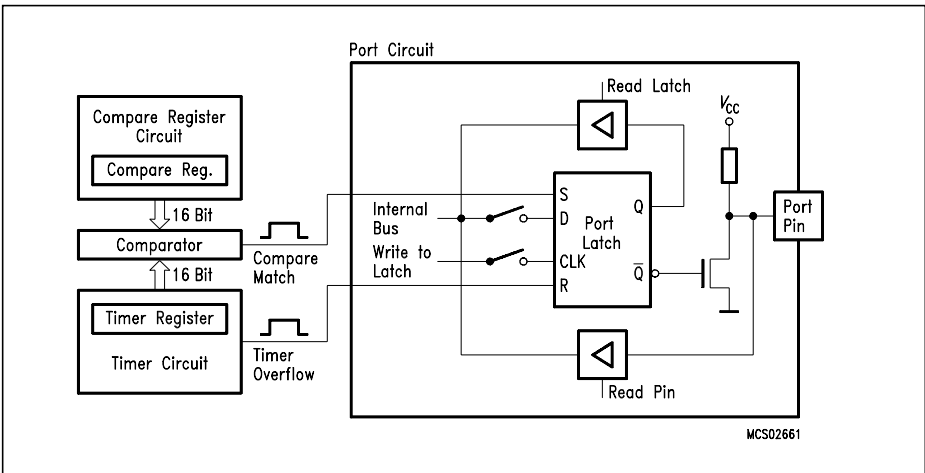 Port Circuit
Read Latch
VCC
Compare Register
Circuit
Compare Reg.
16 Bit
Comparator
16 Bit
Timer Register
Timer Circuit
Compare
Match
Timer
Overflow
Internal
Bus
Write to
Latch
S
D
CLK
R
Port
Latch
Q
Q̅
Port
Pin
Read Pin
MCS02661